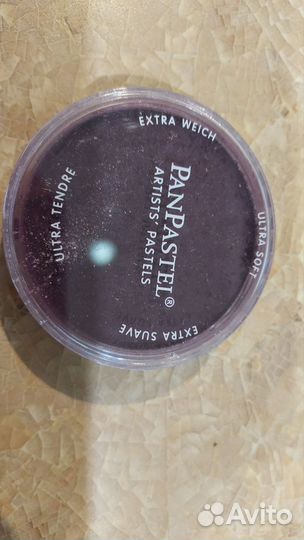 EXTRA WEICH
PANPASTEL®
ARTISTS' PASTELS
ULTRA TENDRE
ULTRA SOFT
EXTRA SUAVE
Avito